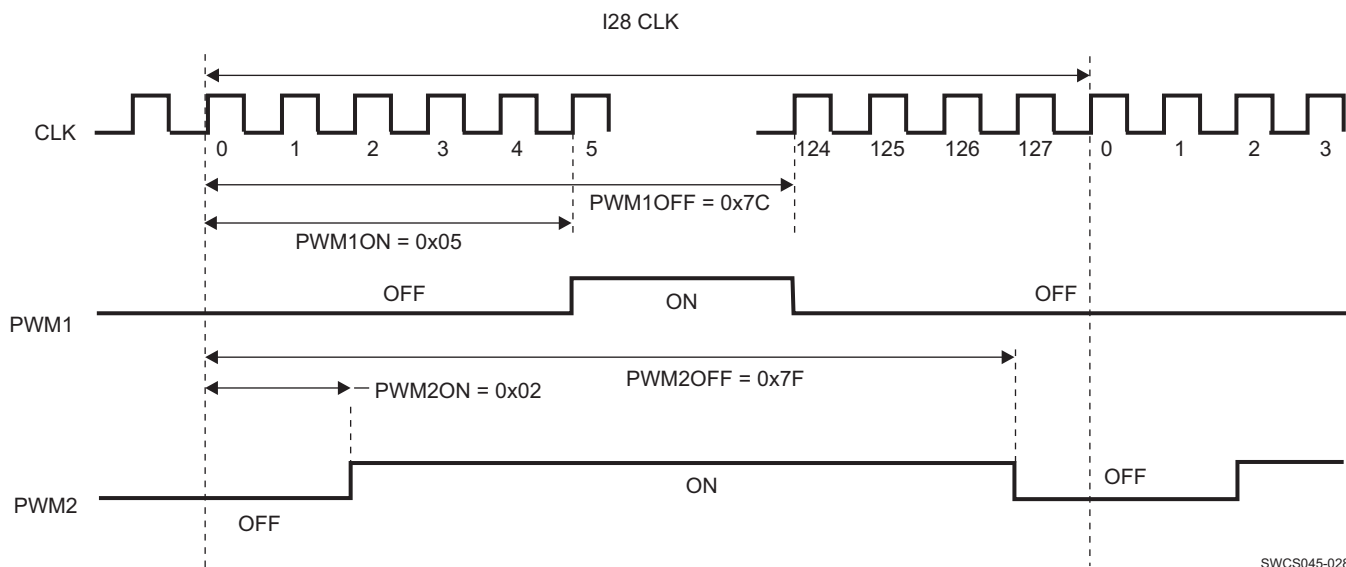 I28 CLK
CLK
0 1 2 3 4 5 124 125 126 127 0 1 2 3
PWM1OFF = 0x7C
PWM1ON = 0x05
OFF ON OFF
PWM1
PWM2OFF = 0x7F
PWM2ON = 0x02
ON OFF
PWM2
OFF
SWCS045-028